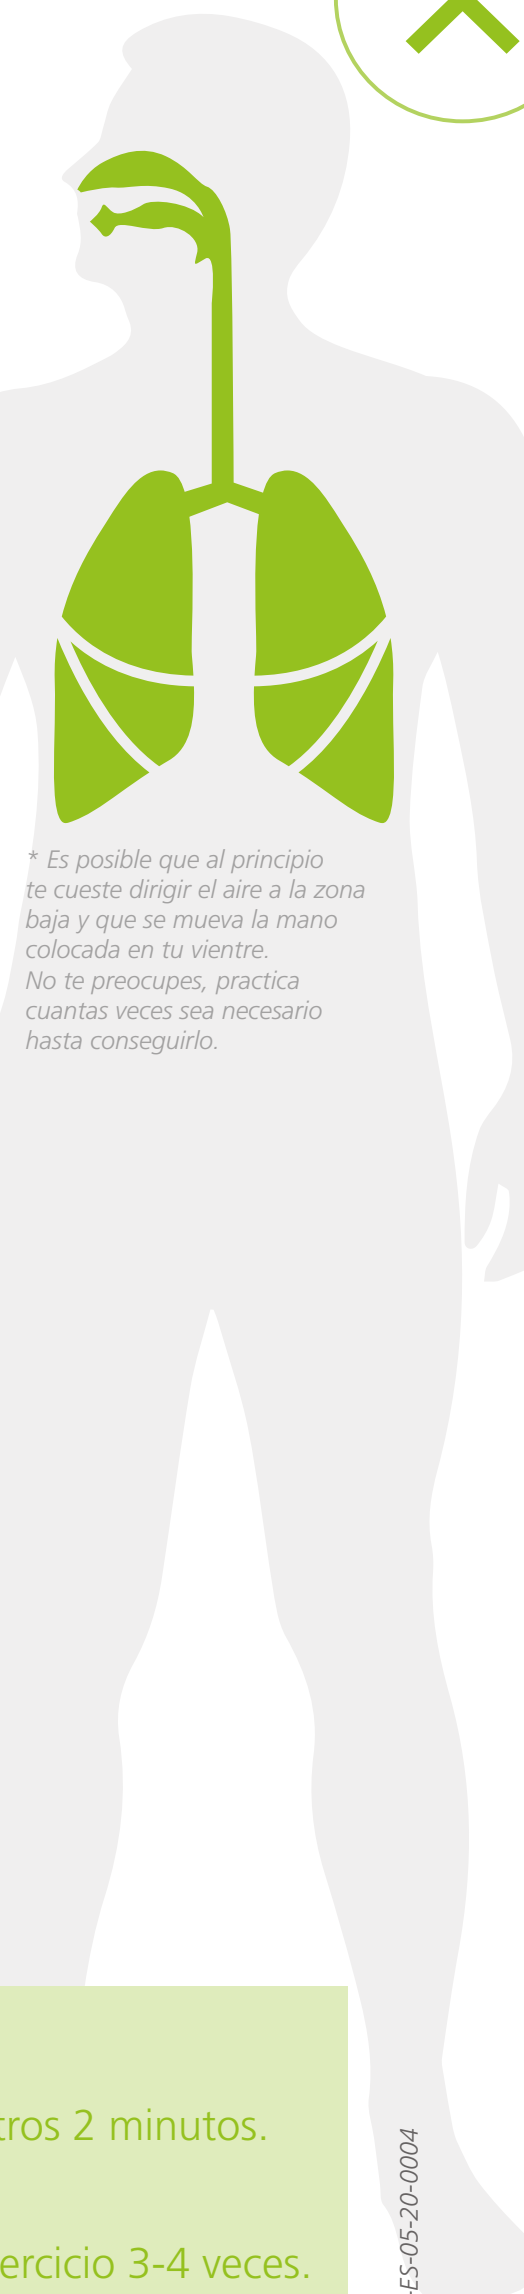 * Es posible que al principio
te cueste dirigir el aire a la zona
baja y que se mueva la mano
colocada en tu vientre.
No te preocupes, practica
cuantas veces sea necesario
hasta conseguirlo.
tros 2 minutos.
ercicio 3-4 veces.
-ES-05-20-0004